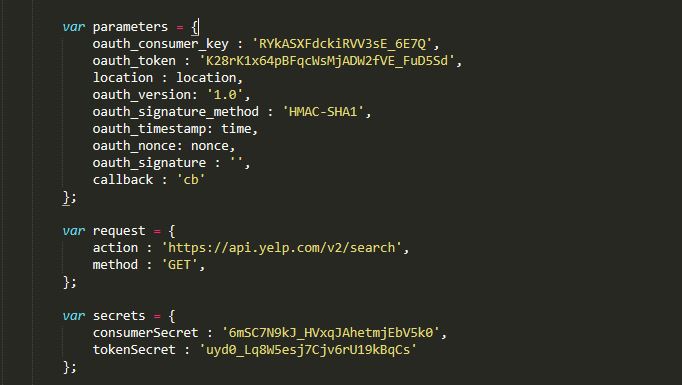 var parameters = {
oauth_consumer_key : 'RYkASXFdckiRVV3sE_6E7Q',
oauth_token : 'K28rK1x64pBFqcWsMjADW2fVE_FuD5Sd',
location : location,
oauth_version: '1.0',
oauth_signature_method : 'HMAC-SHA1',
oauth_timestamp: time,
oauth_nonce: nonce,
oauth_signature : '',
callback : 'cb'
};
var request = {
action : 'https://api.yelp.com/v2/search',
method : 'GET',
};
var secrets = {
consumerSecret : '6mSC7N9kJ_HVxqJAhetmjEbV5k0',
tokenSecret : 'uyd0_Lq8W5esj7Cjv6rU19kBqCs'
};